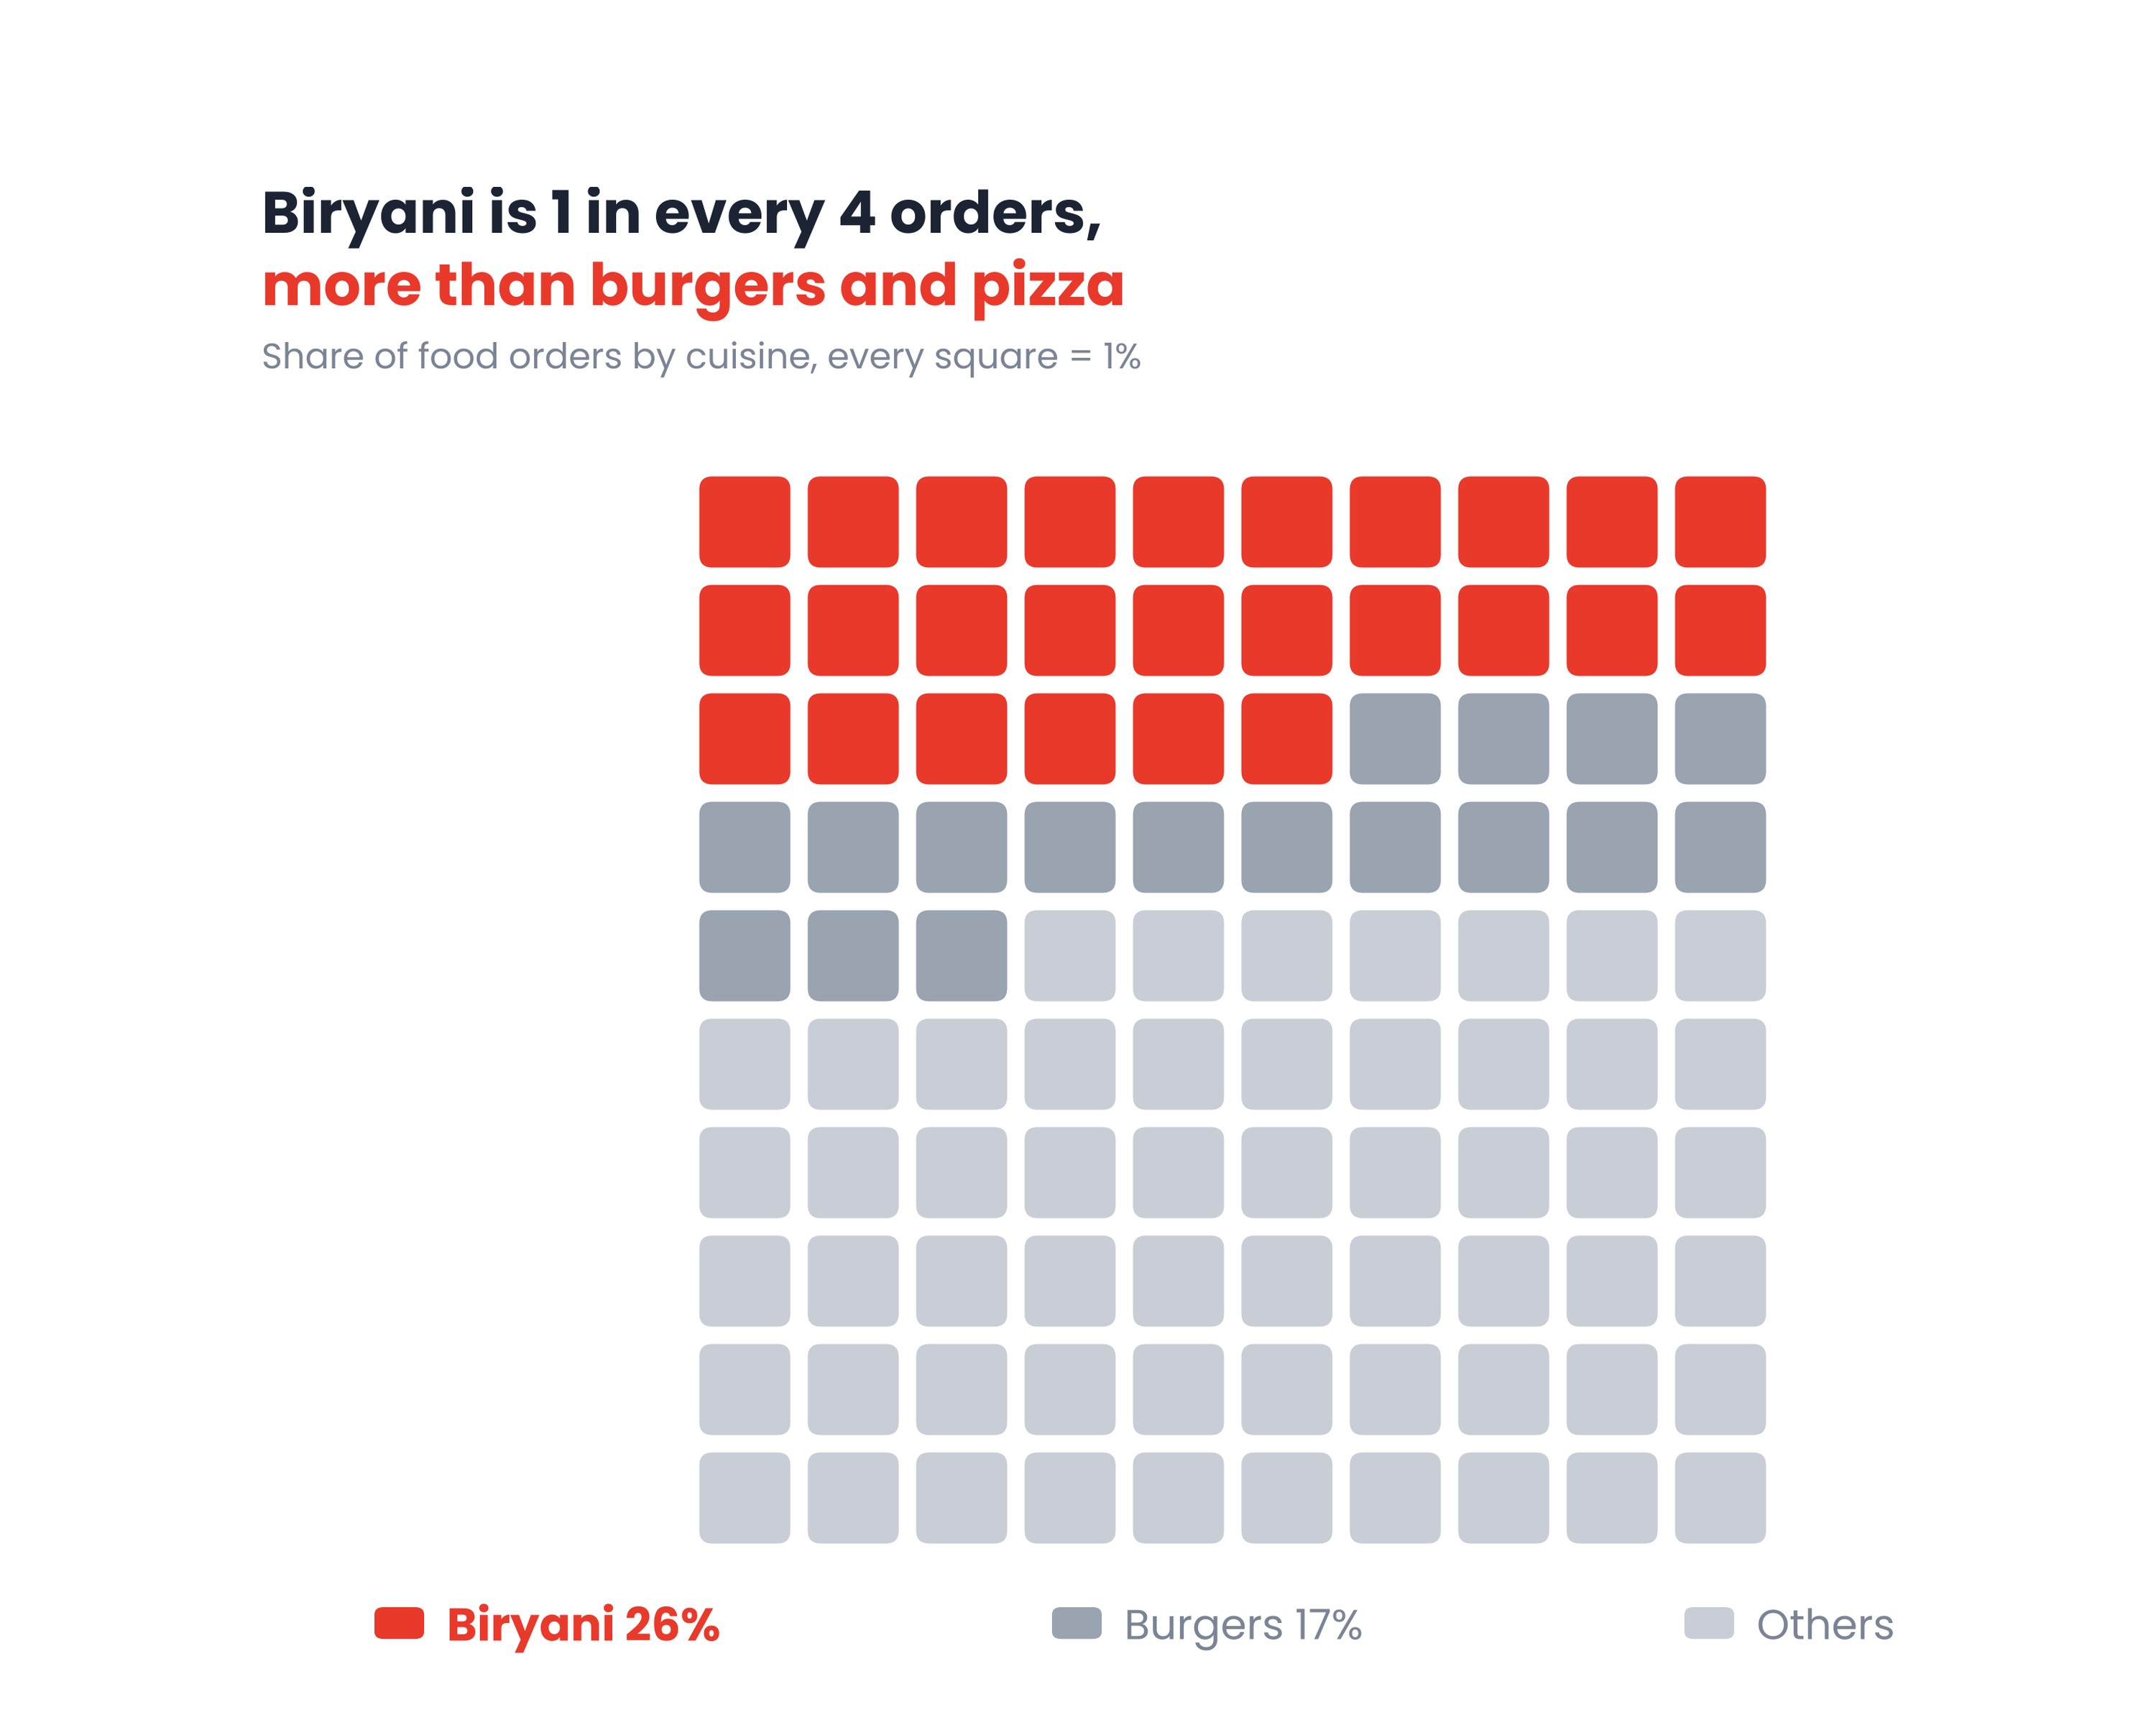 Biryani is 1 in every 4 orders,
more than burgers and pizza
Share of food orders by cuisine, every square = 1%
Biryani 26%
Burgers 17%
Others